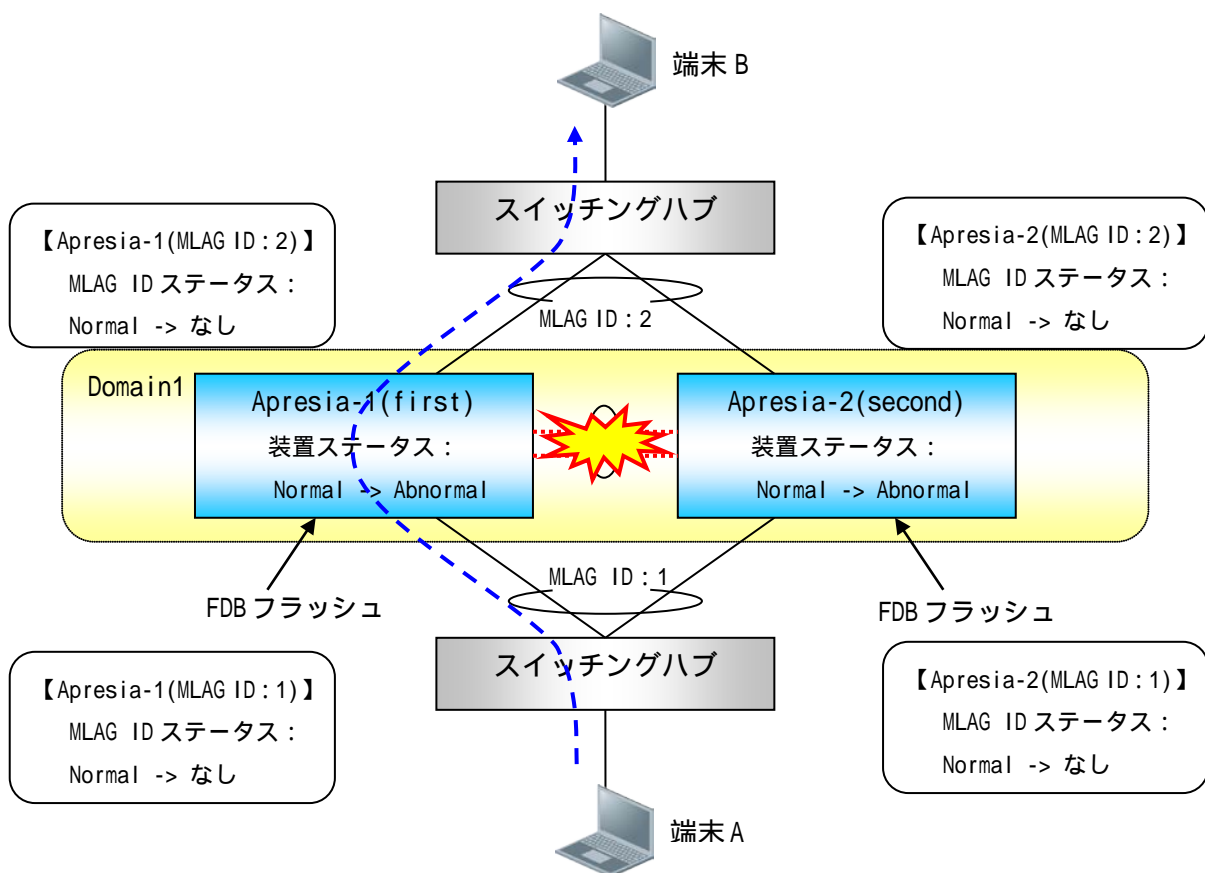 端末 B
スイッチングハブ
【Apresia-1(MLAG ID：2)】
MLAG ID ステータス：
Normal -> なし
【Apresia-2(MLAG ID：2)】
MLAG ID ステータス：
Normal -> なし
MLAG ID：2
Domain1
Apresia-1(first)
装置ステータス：
Normal -> Abnormal
Apresia-2(second)
装置ステータス：
Normal -> Abnormal
MLAG ID：1
FDB フラッシュ
FDB フラッシュ
スイッチングハブ
【Apresia-1(MLAG ID：1)】
MLAG ID ステータス：
Normal -> なし
【Apresia-2(MLAG ID：1)】
MLAG ID ステータス：
Normal -> なし
端末 A